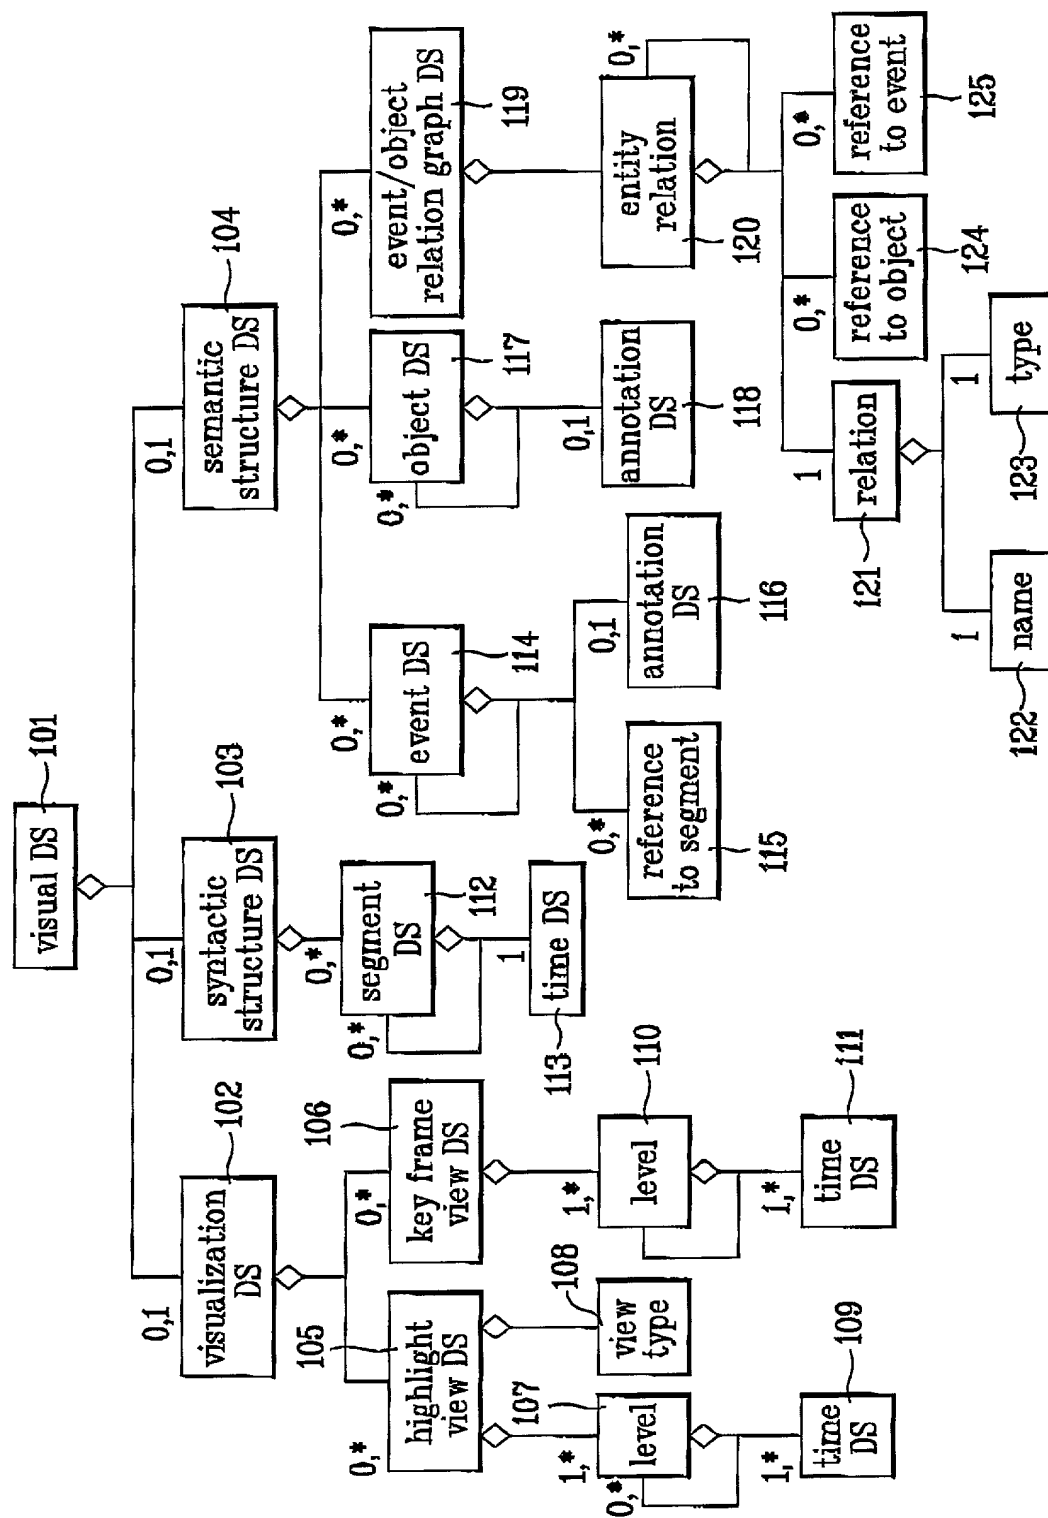 visual DS
101
0,1
visualization
DS
102
0,1
syntactic
structure DS
103
0,1
semantic
structure DS
104
0,*
highlight
view DS
105
0,*
key frame
view DS
106
0,*
0,*
segment
DS
112
0,*
0,*
event DS
114
0,*
0,*
object DS
117
0,*
event/object
relation graph DS
119
1,*
0,*
level
107
view
type
108
1,*
level
110
1
time DS
113
0,*
reference
to segment
115
0,1
annotation
DS
116
0,1
annotation
DS
118
entity
relation
120
0,*
1,*
time
DS
109
1,*
time
DS
111
1
relation
121
0,*
reference
to object
124
0,*
reference
to event
125
1
name
122
1
type
123